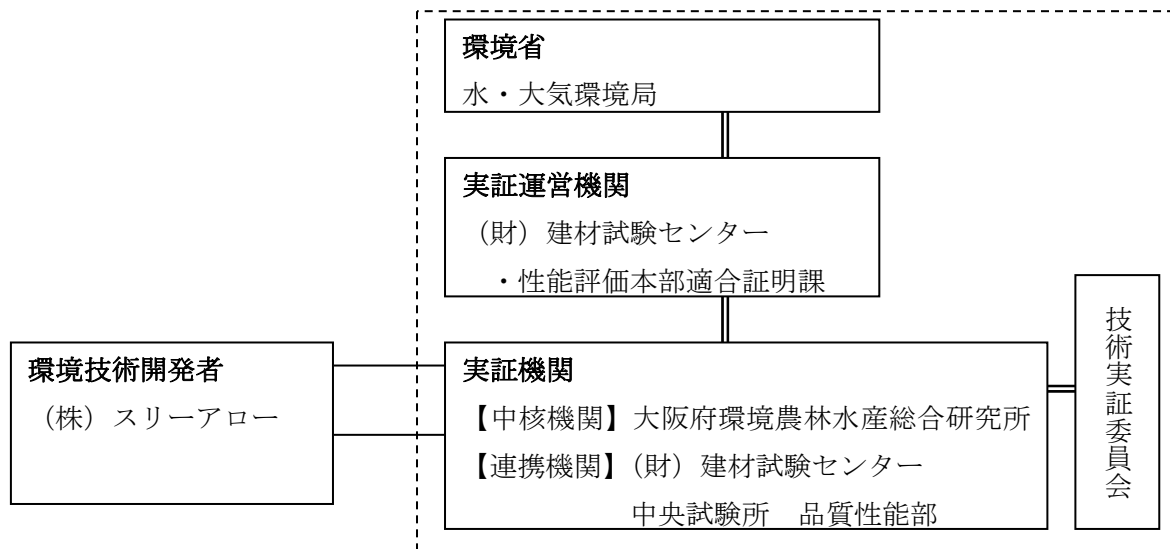 環境省
水・大気環境局
実証運営機関
（財）建材試験センター
・性能評価本部適合証明課
環境技術開発者
（株）スリーアロー
実証機関
【中核機関】大阪府環境農林水産総合研究所
【連携機関】（財）建材試験センター
中央試験所　品質性能部
技術実証委員会